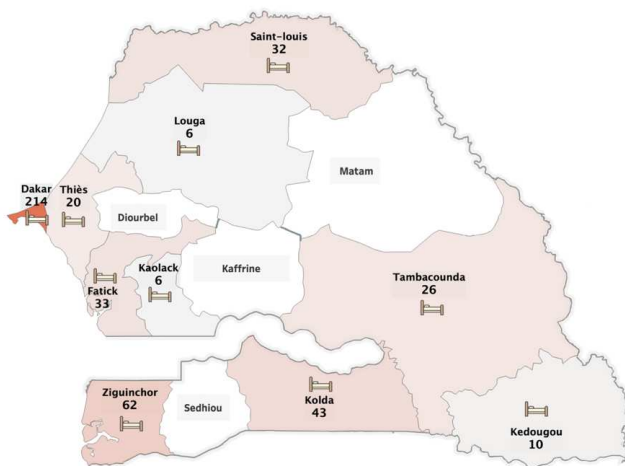 Saint-louis
32
Louga
6
Matam
Dakar
214
Thiès
20
Diourbel
Kaolack
6
Kaffrine
Fatick
33
Tambacounda
26
Ziguinchor
62
Sedhiou
Kolda
43
Kedougou
10